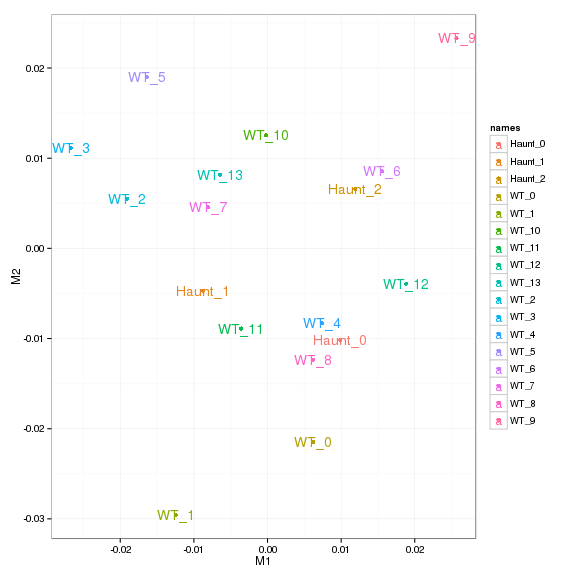 WT_9
WT_5
0.02
WT_10
WT_3
0.01
WT_13
WT_6
Haunt_2
WT_2
WT_7
0.00
WT_12
Haunt_1
WT_4
WT_11
-0.01
Haunt_0
WT_8
-0.02
WT_0
WT_1
-0.03
-0.02
-0.01
0.00
0.01
0.02
M1
M2
names
a Haunt_0
a Haunt_1
a Haunt_2
a WT_0
a WT_1
a WT_10
a WT_11
a WT_12
a WT_13
a WT_2
a WT_3
a WT_4
a WT_5
a WT_6
a WT_7
a WT_8
a WT_9